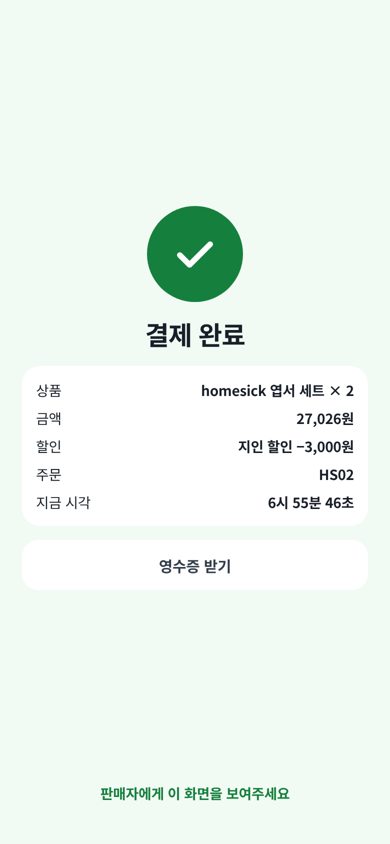 결제 완료
상품 homesick 엽서 세트 × 2
금액 27,026원
할인 지인 할인 −3,000원
주문 HS02
지금 시각 6시 55분 46초
영수증 받기
판매자에게 이 화면을 보여주세요